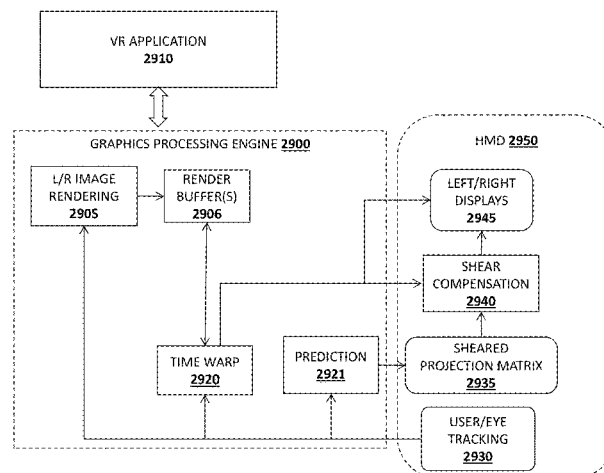 VR APPLICATION
2910
GRAPHICS PROCESSING ENGINE 2900
HMD 2950
L/R IMAGE
RENDERING
2905
RENDER
BUFFER(S)
2906
LEFT/RIGHT
DISPLAYS
2945
SHEAR
COMPENSATION
2940
TIME WARP
2920
PREDICTION
2921
SHEARED
PROJECTION MATRIX
2935
USER/EYE
TRACKING
2930